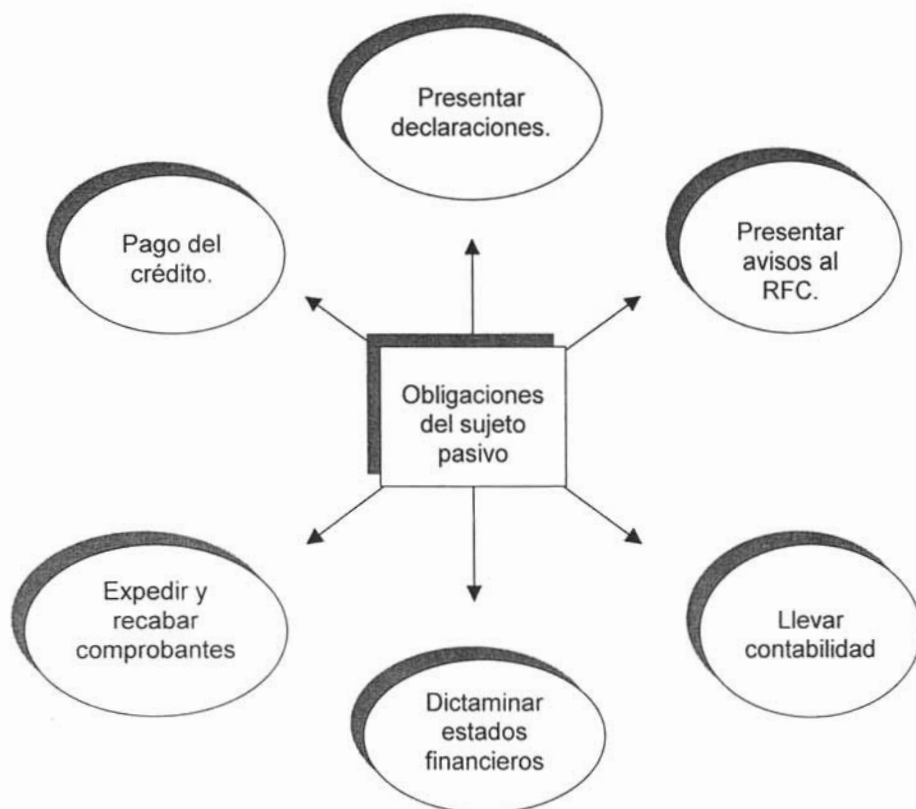 Presentar
declaraciones.
Pago del
crédito.
Presentar
avisos al
RFC.
Obligaciones
del sujeto
pasivo
Expedir y
recabar
comprobantes
Llevar
contabilidad
Dictaminar
estados
financieros